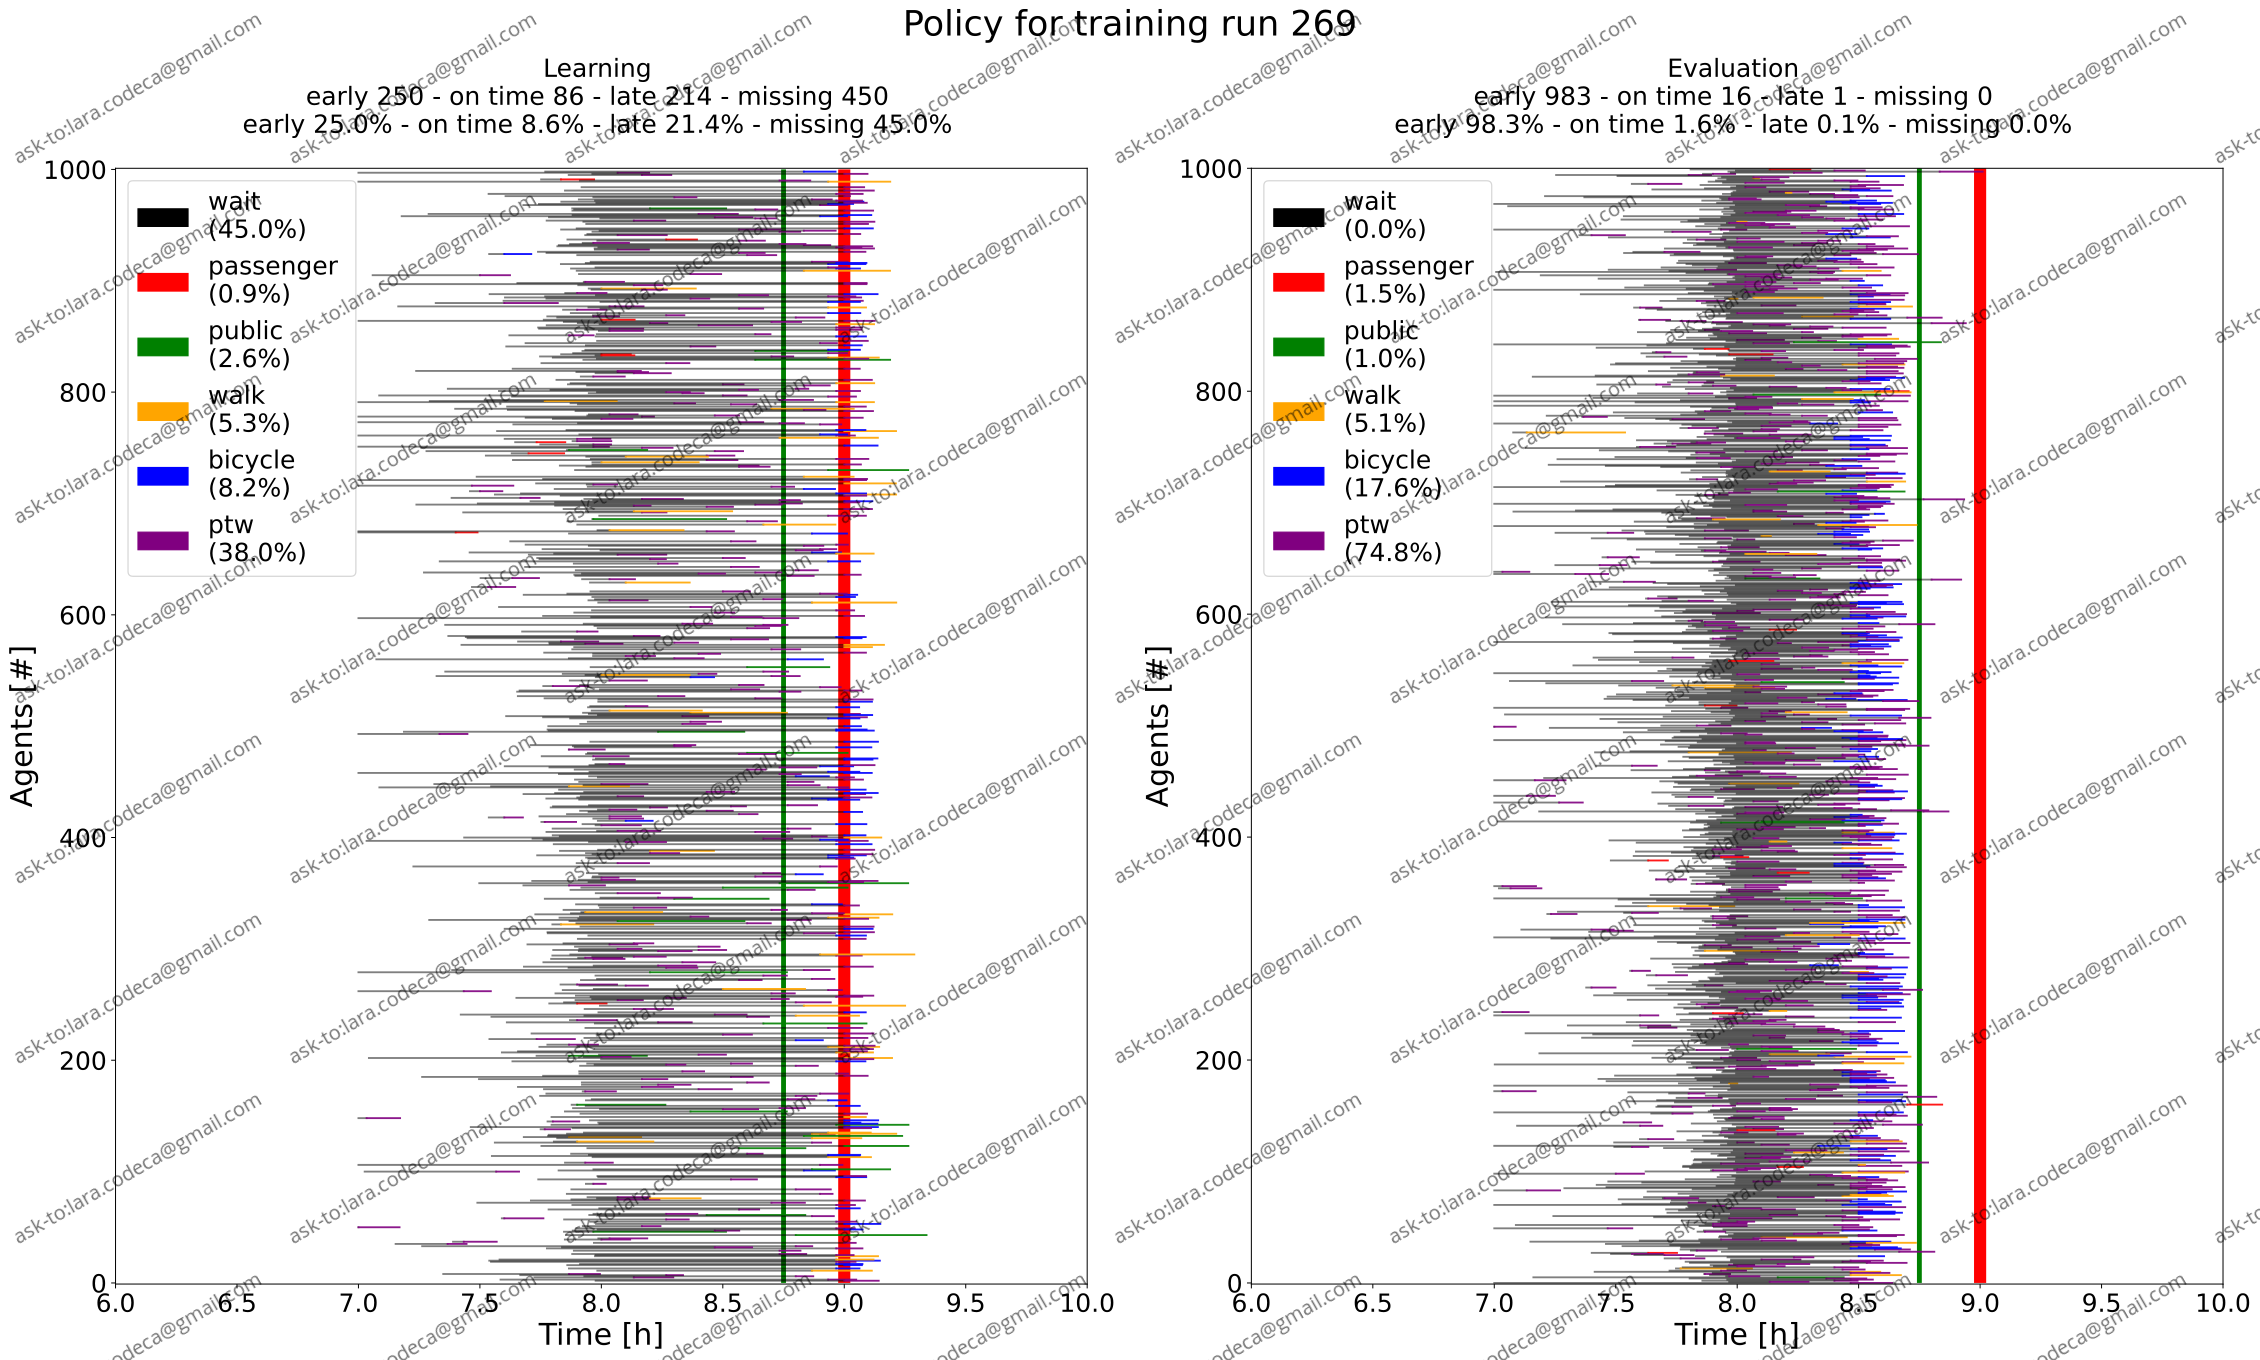 Policy for training run 269
Learning
early 250 - on time 86 - late 214 - missing 450
early 25.0% - on time 8.6% - late 21.4% - missing 45.0%
1000
800
600
400
200
0
Agents [#]
wait
(45.0%)
passenger
(0.9%)
public
(2.6%)
walk
(5.3%)
bicycle
(8.2%)
ptw
(38.0%)
6.0 6.5 7.0 7.5 8.0 8.5 9.0 9.5 10.0
Time [h]
Evaluation
early 983 - on time 16 - late 1 - missing 0
early 98.3% - on time 1.6% - late 0.1% - missing 0.0%
1000
800
600
400
200
0
Agents [#]
wait
(0.0%)
passenger
(1.5%)
public
(1.0%)
walk
(5.1%)
bicycle
(17.6%)
ptw
(74.8%)
6.0 6.5 7.0 7.5 8.0 8.5 9.0 9.5 10.0
Time [h]
ask-to:lara.codeca@gmail.com